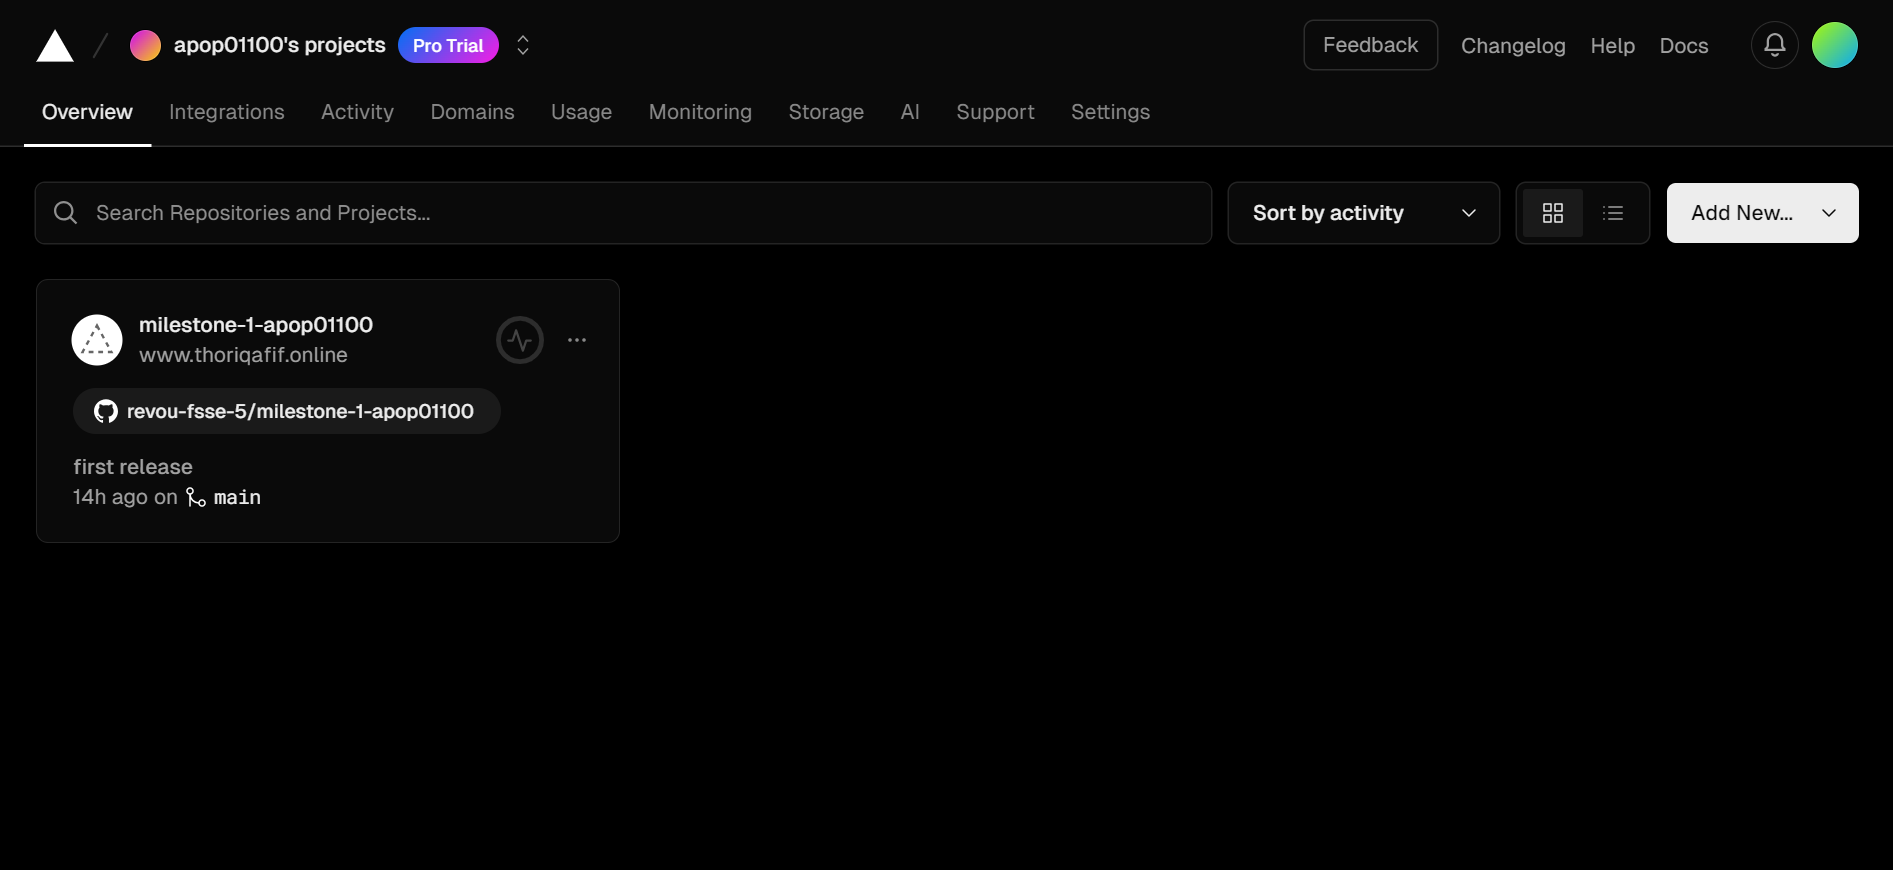 apop01100's projects Pro Trial Feedback Changelog Help Docs
Overview Integrations Activity Domains Usage Monitoring Storage AI Support Settings
Search Repositories and Projects... Sort by activity Add New...
milestone-1-apop01100
www.thoriqafif.online
revou-fsse-5/milestone-1-apop01100
first release
14h ago on main